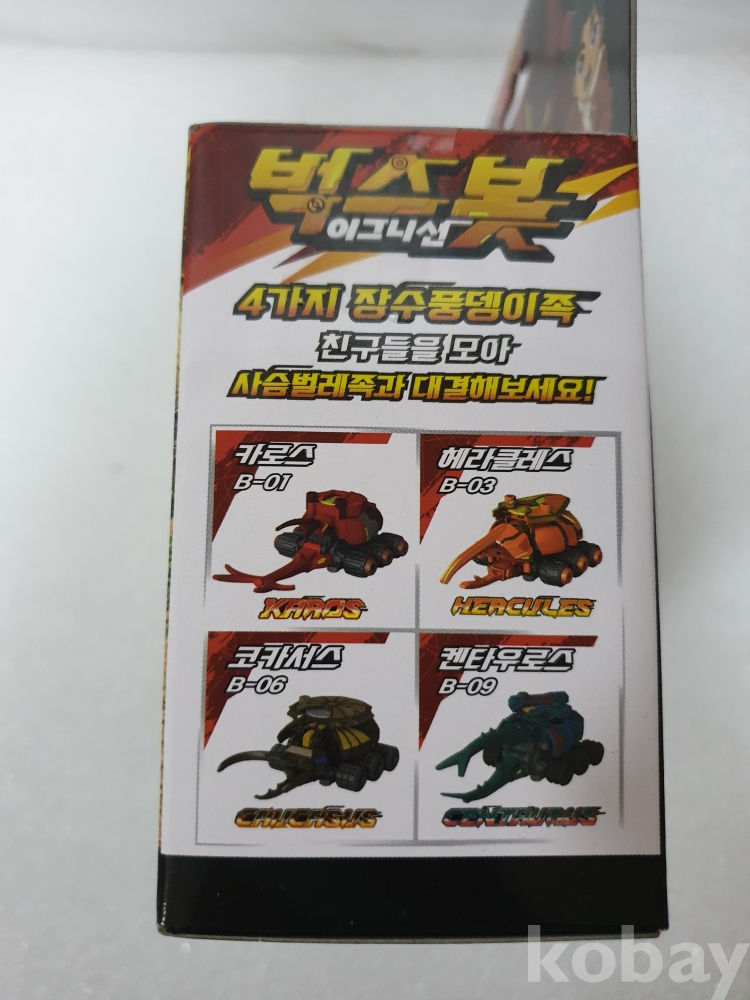 벅스봇
이그니션
4가지 장수풍뎅이족
친구들을 모아
사슴벌레족과 대결해보세요!
카로스
B-01
KAROS
헤라클레스
B-03
HERCULES
코카서스
B-06
CAUCASUS
켄타우로스
B-09
CENTAURUS
kobay